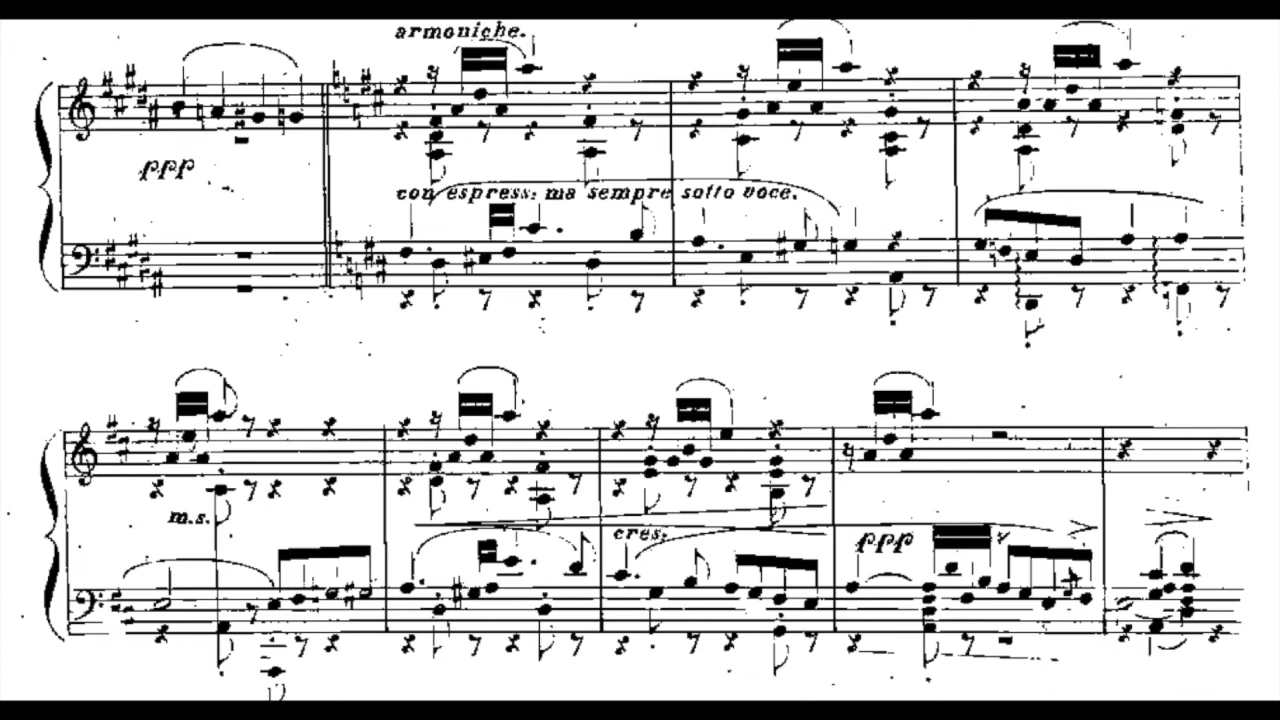 armoniche.
ppp
con espress: ma sempre sotto voce.
m.s.
cres:
ppp